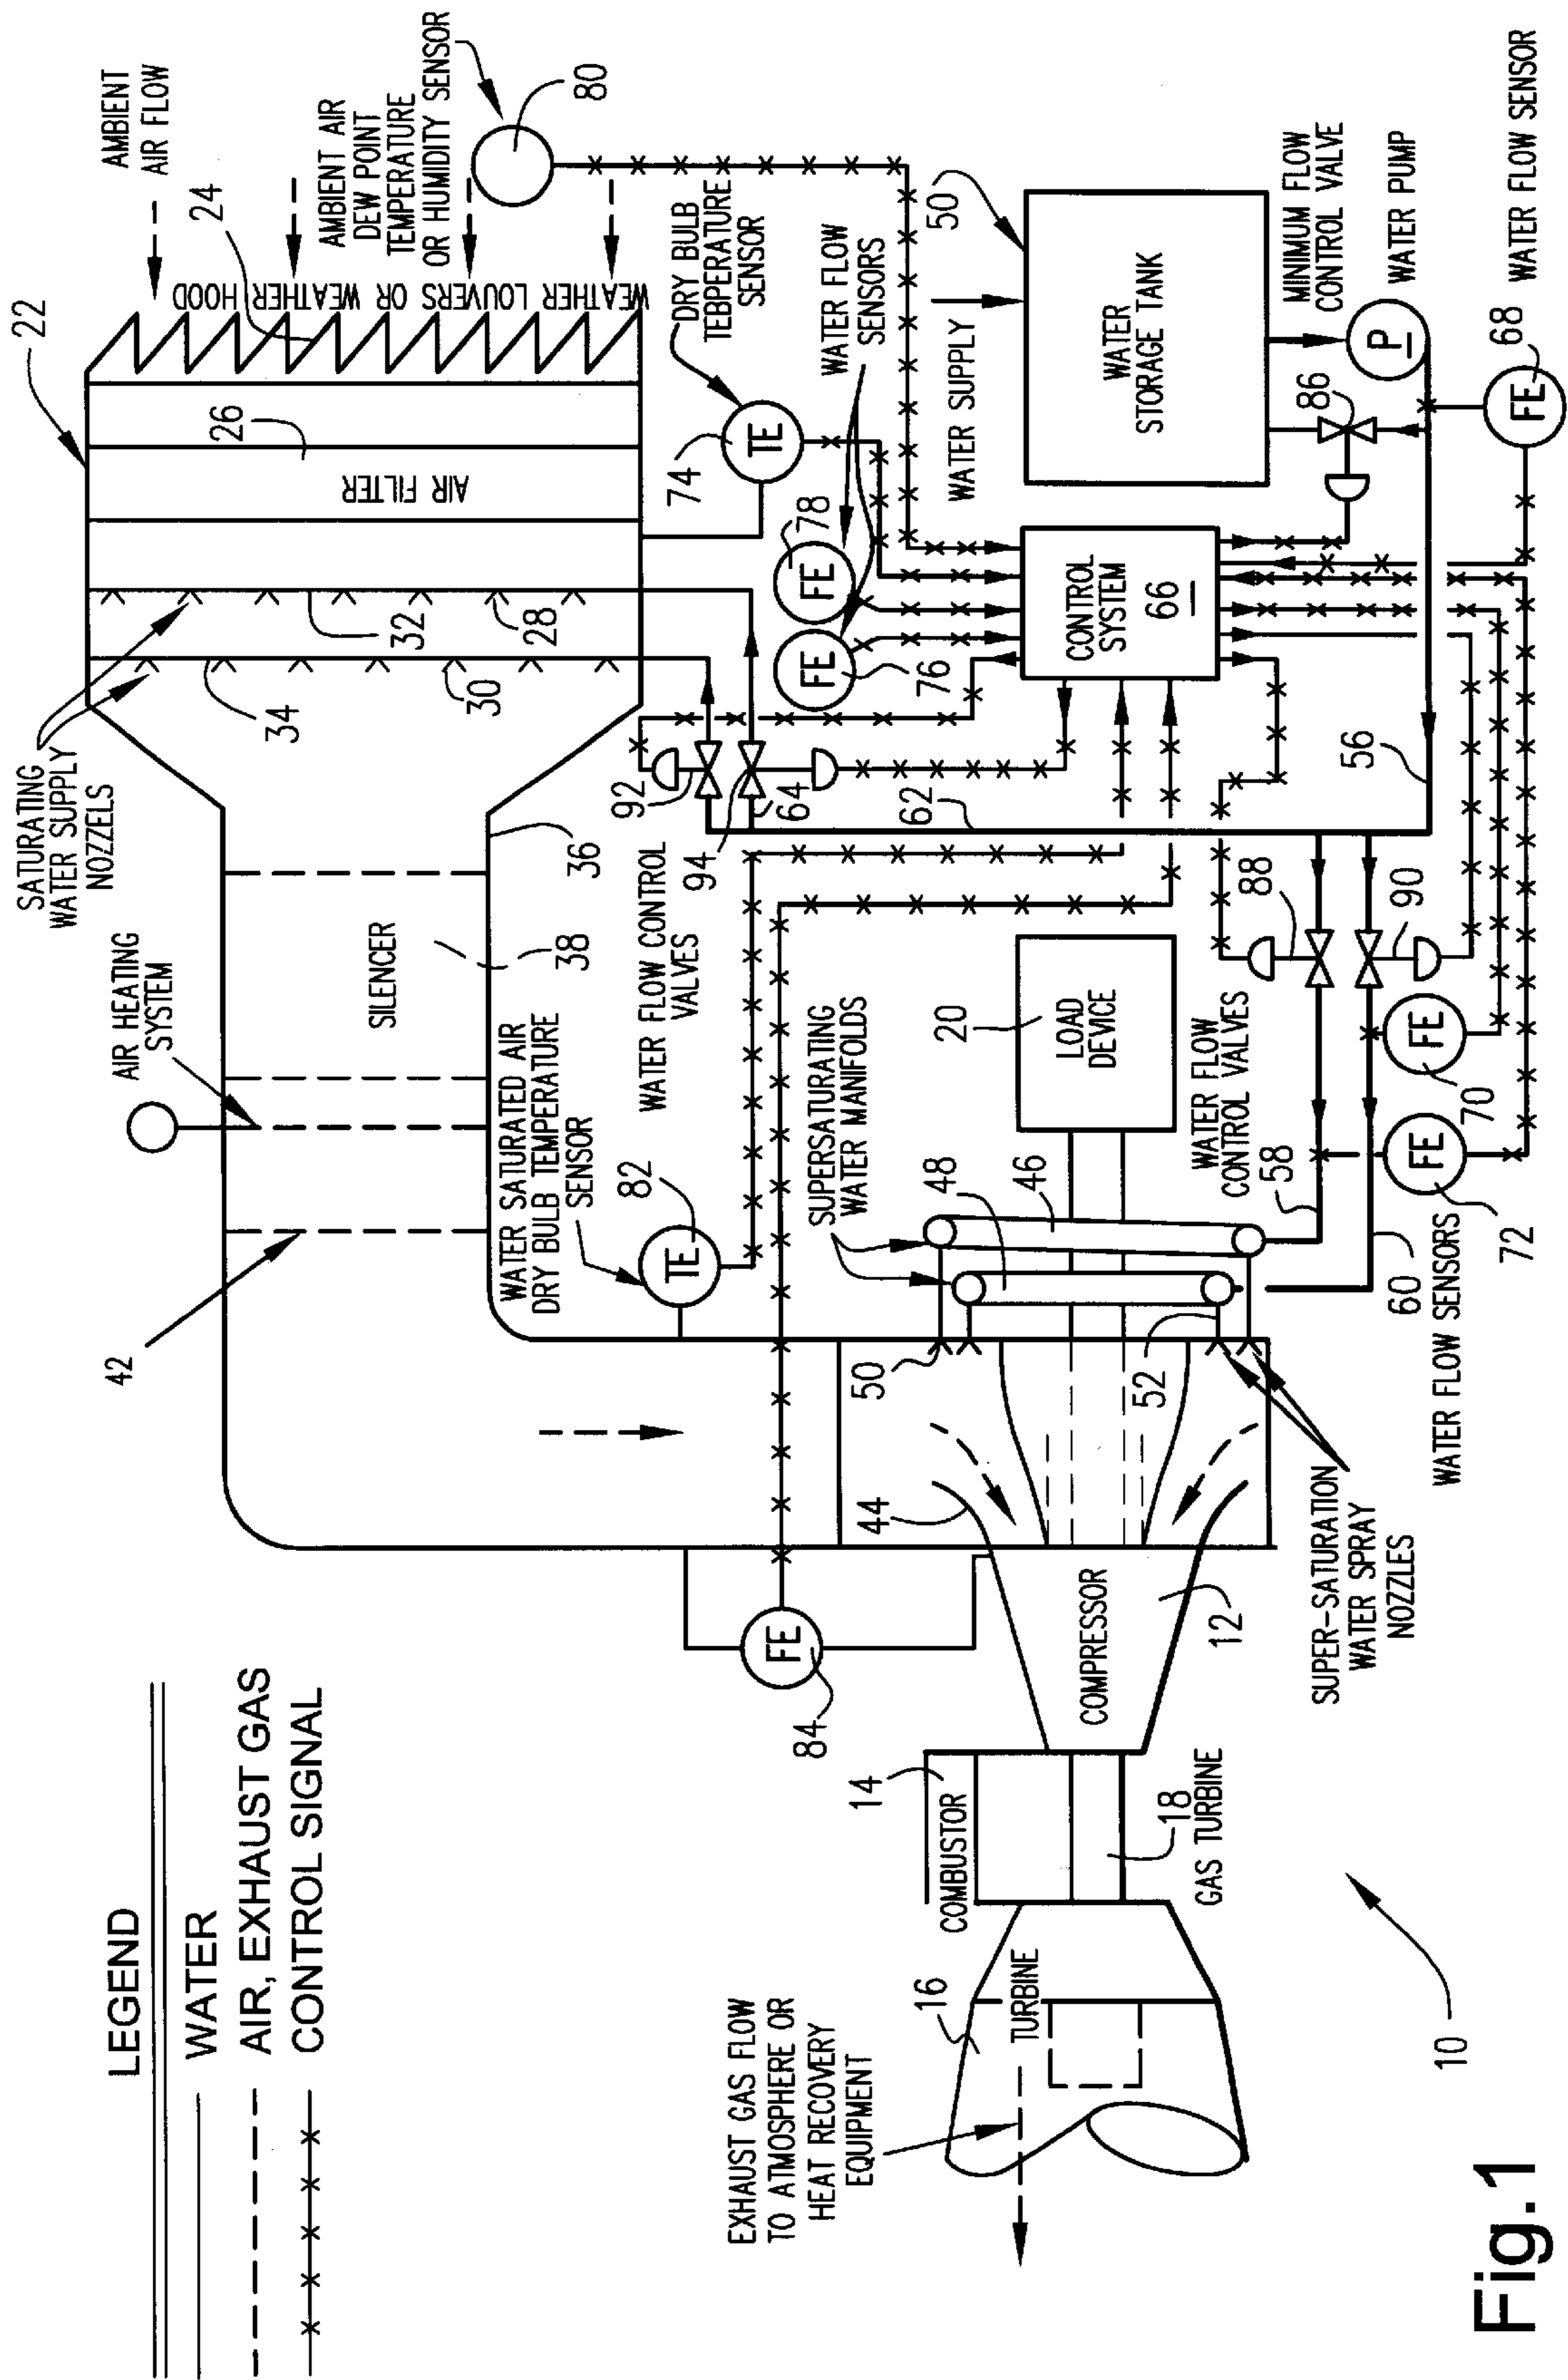 LEGEND
WATER
AIR, EXHAUST GAS
CONTROL SIGNAL
SATURATING
WATER SUPPLY
NOZZELS
AIR HEATING
SYSTEM
42
22
AMBIENT
AIR FLOW
24
WEATHER LOUVERS OR WEATHER HOOD
26
AIR FILTER
32
28
34
30
36
SILENCER
38
AMBIENT AIR
DEW POINT
TEMPERATURE
OR HUMIDITY SENSOR
80
DRY BULB
TEBPERATURE
SENSOR
74
TE
WATER FLOW
SENSORS
78
FE
FE
76
WATER SUPPLY
50
WATER
STORAGE TANK
MINIMUM FLOW
CONTROL VALVE
86
WATER PUMP
P
WATER FLOW SENSOR
68
FE
CONTROL
SYSTEM
66
92
94
64
62
56
WATER FLOW CONTROL
VALVES
WATER SATURATED AIR
DRY BULB TEMPERATURE
SENSOR
82
TE
SUPERSATURATING
WATER MANIFOLDS
48
46
20
LOAD
DEVICE
WATER FLOW
CONTROL VALVES
88
90
58
60
FE
70
FE
72
WATER FLOW SENSORS
50
52
44
SUPER-SATURATION
WATER SPRAY
NOZZLES
FE
84
COMPRESSOR
12
14
COMBUSTOR
18
GAS TURBINE
16
TURBINE
EXHAUST GAS FLOW
TO ATMOSPHERE OR
HEAT RECOVERY
EQUIPMENT
10
Fig.1